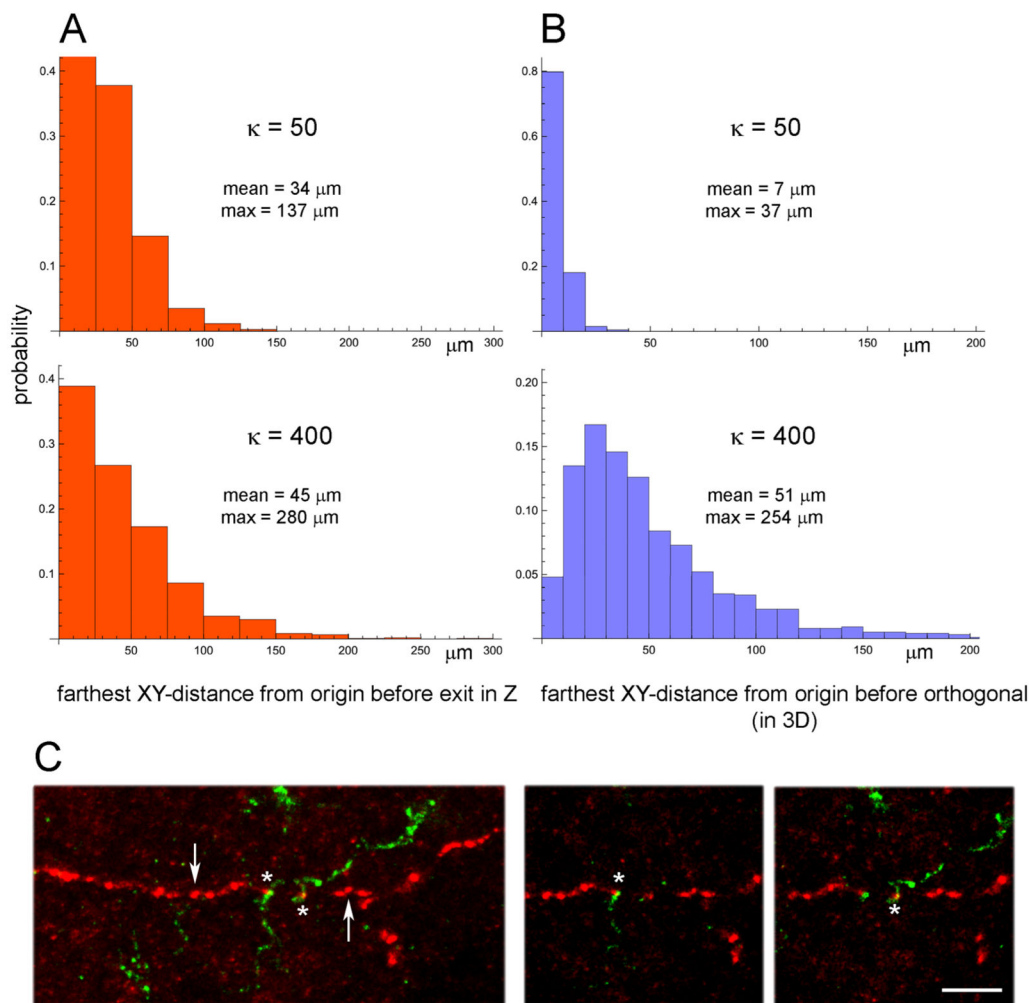 A
B
0.4
0.3
0.2
0.1
κ = 50
mean = 34 μm
max = 137 μm
50 100 150 200 250 300
μm
0.8
0.6
0.4
0.2
κ = 50
mean = 7 μm
max = 37 μm
50 100 150 200
μm
probability
0.4
0.3
0.2
0.1
κ = 400
mean = 45 μm
max = 280 μm
50 100 150 200 250 300
μm
0.20
0.15
0.10
0.05
κ = 400
mean = 51 μm
max = 254 μm
50 100 150 200
μm
farthest XY-distance from origin before exit in Z
farthest XY-distance from origin before orthogonal
(in 3D)
C
*
*
*
*